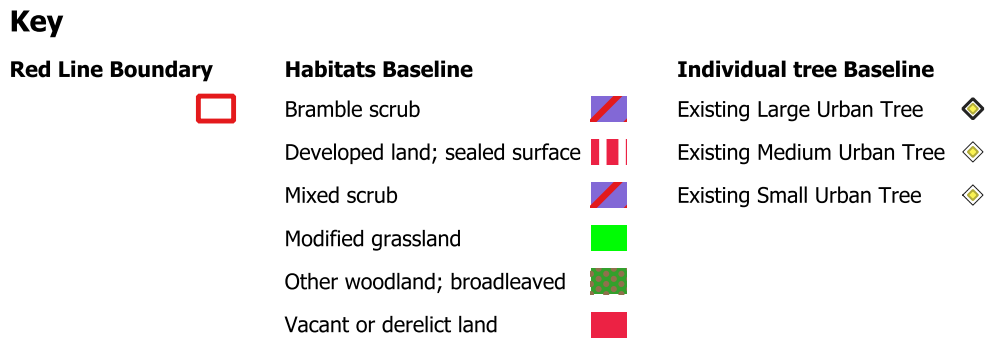 Key
Red Line Boundary
Habitats Baseline
Bramble scrub
Developed land; sealed surface
Mixed scrub
Modified grassland
Other woodland; broadleaved
Vacant or derelict land
Individual tree Baseline
Existing Large Urban Tree
Existing Medium Urban Tree
Existing Small Urban Tree